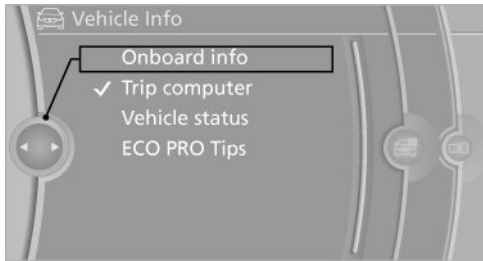 Vehicle Info
Onboard info
Trip computer
Vehicle status
ECO PRO Tips